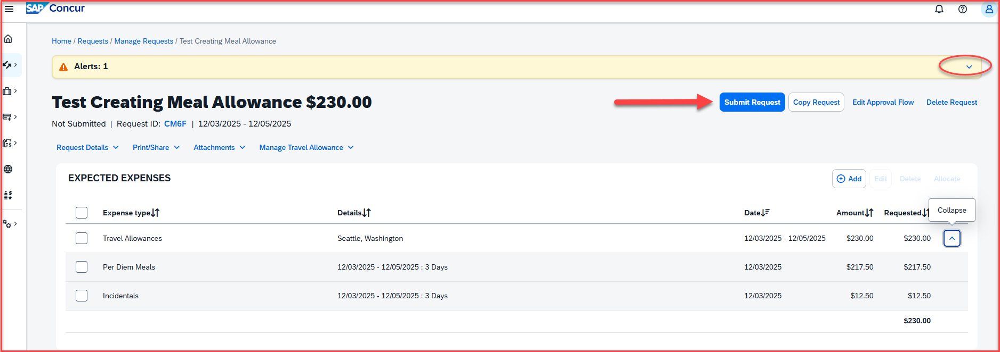 SAP Concur
Home / Requests / Manage Requests / Test Creating Meal Allowance
Alerts: 1
Test Creating Meal Allowance $230.00
Submit Request Copy Request Edit Approval Flow Delete Request
Not Submitted | Request ID: CM6F | 12/03/2025 - 12/05/2025
Request Details Print/Share Attachments Manage Travel Allowance
EXPECTED EXPENSES
Add Edit Delete Allocate
Collapse
Expense type Details Date Amount Requested
Travel Allowances Seattle, Washington 12/03/2025 - 12/05/2025 $230.00 $230.00
Per Diem Meals 12/03/2025 - 12/05/2025 : 3 Days 12/03/2025 $217.50 $217.50
Incidentals 12/03/2025 - 12/05/2025 : 3 Days 12/03/2025 $12.50 $12.50
$230.00